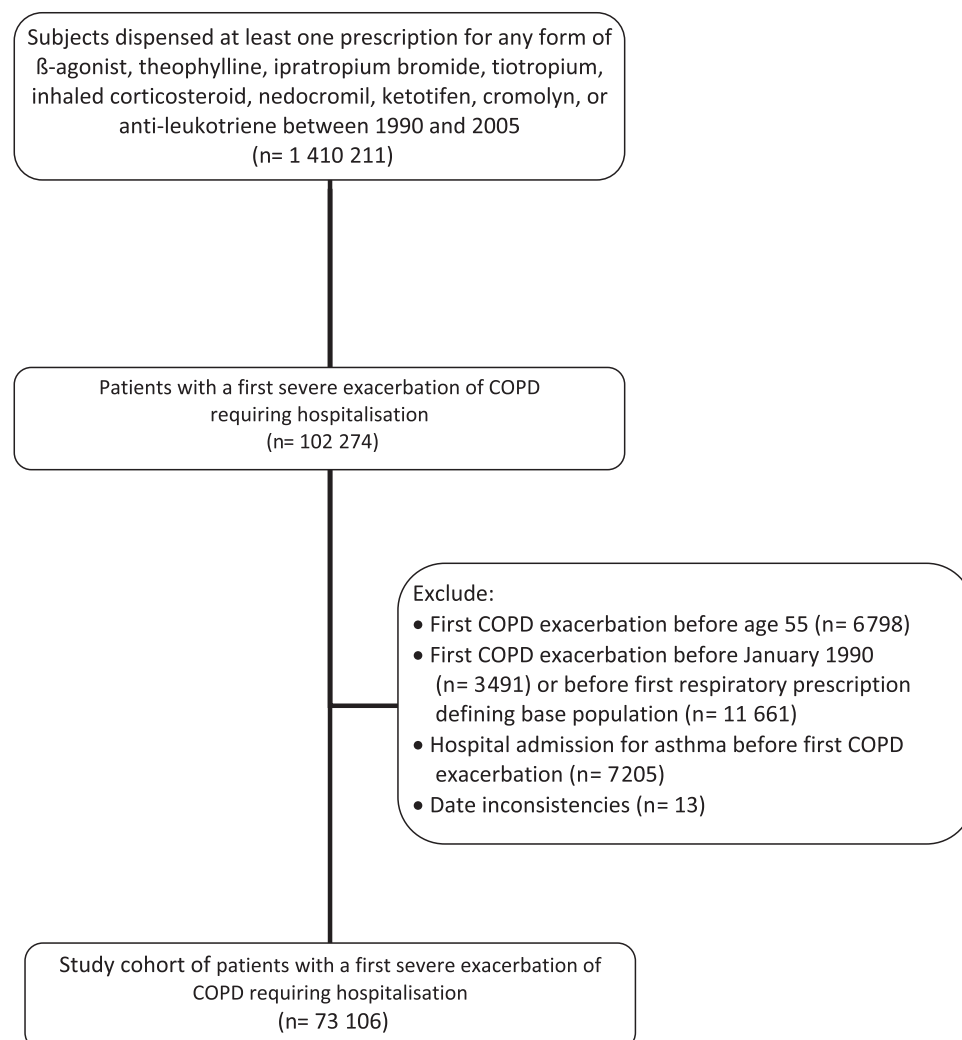 Subjects dispensed at least one prescription for any form of
ß-agonist, theophylline, ipratropium bromide, tiotropium,
inhaled corticosteroid, nedocromil, ketotifen, cromolyn, or
anti-leukotriene between 1990 and 2005
(n= 1 410 211)
Patients with a first severe exacerbation of COPD
requiring hospitalisation
(n= 102 274)
Exclude:
• First COPD exacerbation before age 55 (n= 6798)
• First COPD exacerbation before January 1990
(n= 3491) or before first respiratory prescription
defining base population (n= 11 661)
• Hospital admission for asthma before first COPD
exacerbation (n= 7205)
• Date inconsistencies (n= 13)
Study cohort of patients with a first severe exacerbation of
COPD requiring hospitalisation
(n= 73 106)